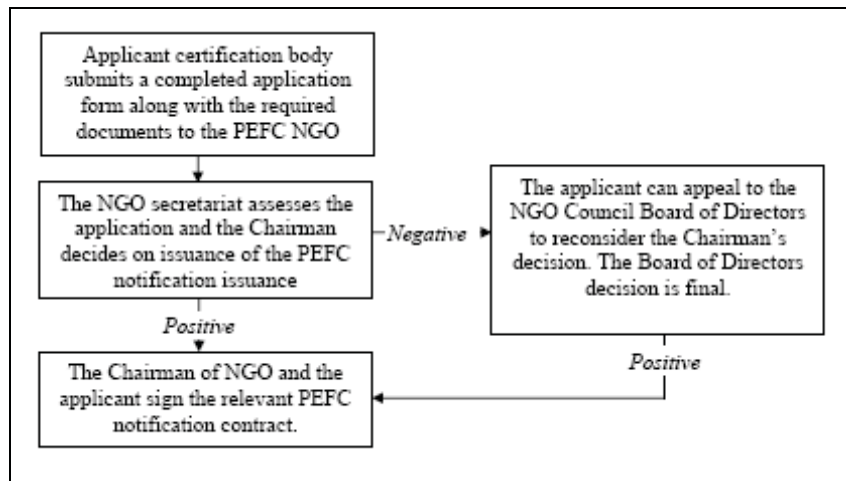 Applicant certification body
submits a completed application
form along with the required
documents to the PEFC NGO
The NGO secretariat assesses the
application and the Chairman
decides on issuance of the PEFC
notification issuance
Negative
The applicant can appeal to the
NGO Council Board of Directors
to reconsider the Chairman's
decision. The Board of Directors
decision is final.
Positive
Positive
The Chairman of NGO and the
applicant sign the relevant PEFC
notification contract.